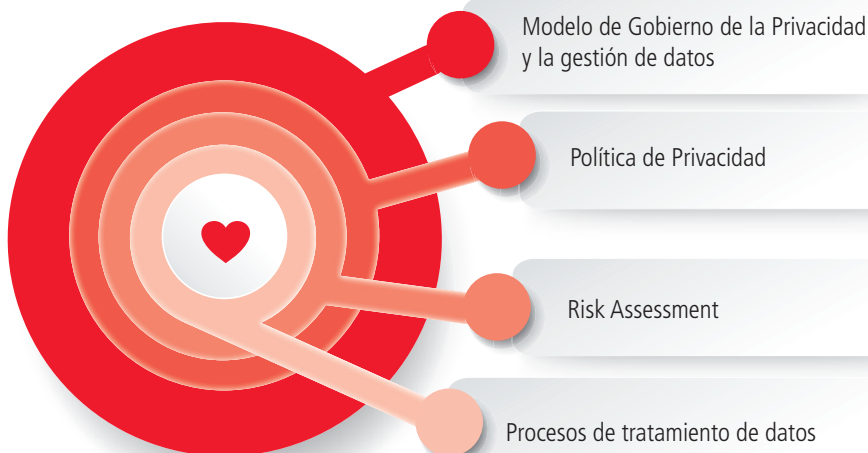 Modelo de Gobierno de la Privacidad
y la gestión de datos
Política de Privacidad
Risk Assessment
Procesos de tratamiento de datos